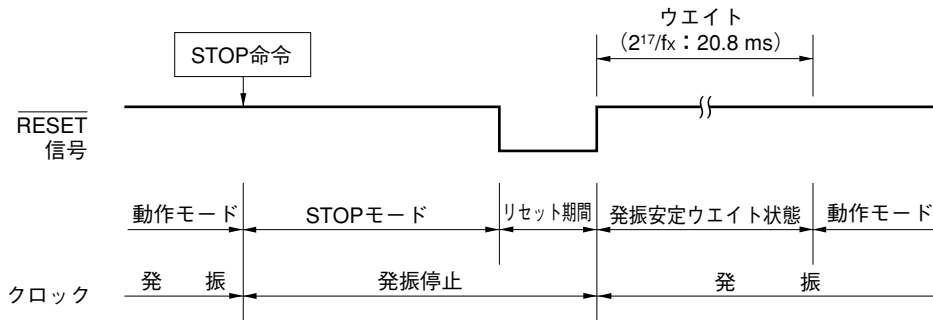 ウエイト
（2¹⁷/fx：20.8 ms）
STOP命令
RESET
信号
動作モード STOPモード リセット期間 発振安定ウエイト状態 動作モード
クロック 発 振 発振停止 発 振